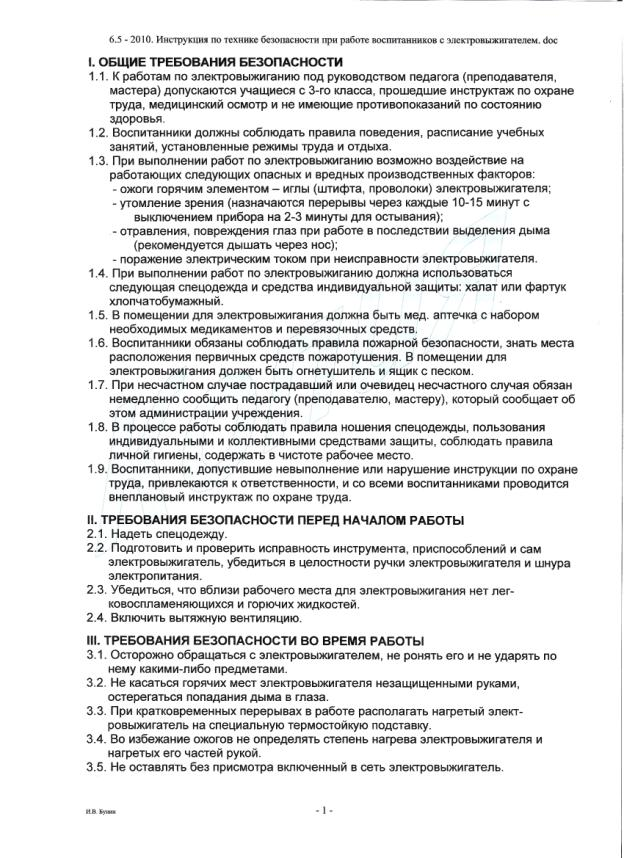 6.5 - 2010. Инструкция по технике безопасности при работе воспитанников с электровыжигателем. doc
I. ОБЩИЕ ТРЕБОВАНИЯ БЕЗОПАСНОСТИ
1.1. К работам по электровыжиганию под руководством педагога (преподавателя,
мастера) допускаются учащиеся с 3-го класса, прошедшие инструктаж по охране
труда, медицинский осмотр и не имеющие противопоказаний по состоянию
здоровья.
1.2. Воспитанники должны соблюдать правила поведения, расписание учебных
занятий, установленные режимы труда и отдыха.
1.3. При выполнении работ по электровыжиганию возможно воздействие на
работающих следующих опасных и вредных производственных факторов:
- ожоги горячим элементом – иглы (штифта, проволоки) электровыжигателя;
- утомление зрения (назначаются перерывы через каждые 10-15 минут с
выключением прибора на 2-3 минуты для остывания);
- отравления, повреждения глаз при работе в последствии выделения дыма
(рекомендуется дышать через нос);
- поражение электрическим током при неисправности электровыжигателя.
1.4. При выполнении работ по электровыжиганию должна использоваться
следующая спецодежда и средства индивидуальной защиты: халат или фартук
хлопчатобумажный.
1.5. В помещении для электровыжигания должна быть мед. аптечка с набором
необходимых медикаментов и перевязочных средств.
1.6. Воспитанники обязаны соблюдать правила пожарной безопасности, знать места
расположения первичных средств пожаротушения. В помещении для
электровыжигания должен быть огнетушитель и ящик с песком.
1.7. При несчастном случае пострадавший или очевидец несчастного случая обязан
немедленно сообщить педагогу (преподавателю, мастеру), который сообщает об
этом администрации учреждения.
1.8. В процессе работы соблюдать правила ношения спецодежды, пользования
индивидуальными и коллективными средствами защиты, соблюдать правила
личной гигиены, содержать в чистоте рабочее место.
1.9. Воспитанники, допустившие невыполнение или нарушение инструкции по охране
труда, привлекаются к ответственности, и со всеми воспитанниками проводится
внеплановый инструктаж по охране труда.
II. ТРЕБОВАНИЯ БЕЗОПАСНОСТИ ПЕРЕД НАЧАЛОМ РАБОТЫ
2.1. Надеть спецодежду.
2.2. Подготовить и проверить исправность инструмента, приспособлений и сам
электровыжигатель, убедиться в целостности ручки электровыжигателя и шнура
электропитания.
2.3. Убедиться, что вблизи рабочего места для электровыжигания нет лег-
ковоспламеняющихся и горючих жидкостей.
2.4. Включить вытяжную вентиляцию.
III. ТРЕБОВАНИЯ БЕЗОПАСНОСТИ ВО ВРЕМЯ РАБОТЫ
3.1. Осторожно обращаться с электровыжигателем, не ронять его и не ударять по
нему какими-либо предметами.
3.2. Не касаться горячих мест электровыжигателя незащищенными руками,
остерегаться попадания дыма в глаза.
3.3. При кратковременных перерывах в работе располагать нагретый элект-
ровыжигатель на специальную термостойкую подставку.
3.4. Во избежание ожогов не определять степень нагрева электровыжигателя и
нагретых его частей рукой.
3.5. Не оставлять без присмотра включенный в сеть электровыжигатель.
И.В. Бунин
- 1 -